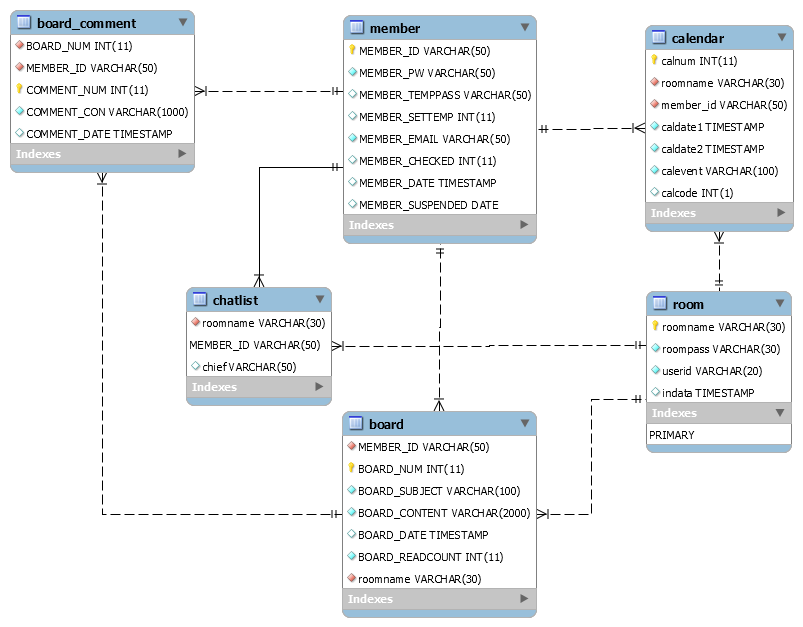 board_comment
BOARD_NUM INT(11)
MEMBER_ID VARCHAR(50)
COMMENT_NUM INT(11)
COMMENT_CON VARCHAR(1000)
COMMENT_DATE TIMESTAMP
Indexes
member
MEMBER_ID VARCHAR(50)
MEMBER_PW VARCHAR(50)
MEMBER_TEMPPASS VARCHAR(50)
MEMBER_SETTEMP INT(11)
MEMBER_EMAIL VARCHAR(50)
MEMBER_CHECKED INT(11)
MEMBER_DATE TIMESTAMP
MEMBER_SUSPENDED DATE
Indexes
calendar
calnum INT(11)
roomname VARCHAR(30)
member_id VARCHAR(50)
caldate1 TIMESTAMP
caldate2 TIMESTAMP
calevent VARCHAR(100)
calcode INT(1)
Indexes
chatlist
roomname VARCHAR(30)
MEMBER_ID VARCHAR(50)
chief VARCHAR(50)
Indexes
room
roomname VARCHAR(30)
roompass VARCHAR(30)
userid VARCHAR(20)
indata TIMESTAMP
Indexes
PRIMARY
board
MEMBER_ID VARCHAR(50)
BOARD_NUM INT(11)
BOARD_SUBJECT VARCHAR(100)
BOARD_CONTENT VARCHAR(2000)
BOARD_DATE TIMESTAMP
BOARD_READCOUNT INT(11)
roomname VARCHAR(30)
Indexes